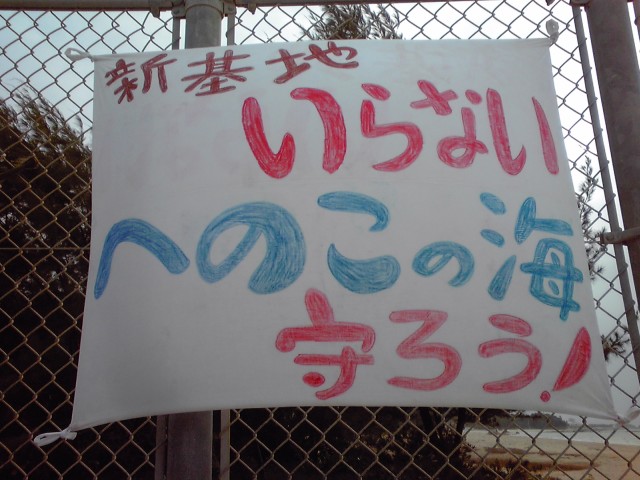 新基地
いらない
へのこの海
守ろう!